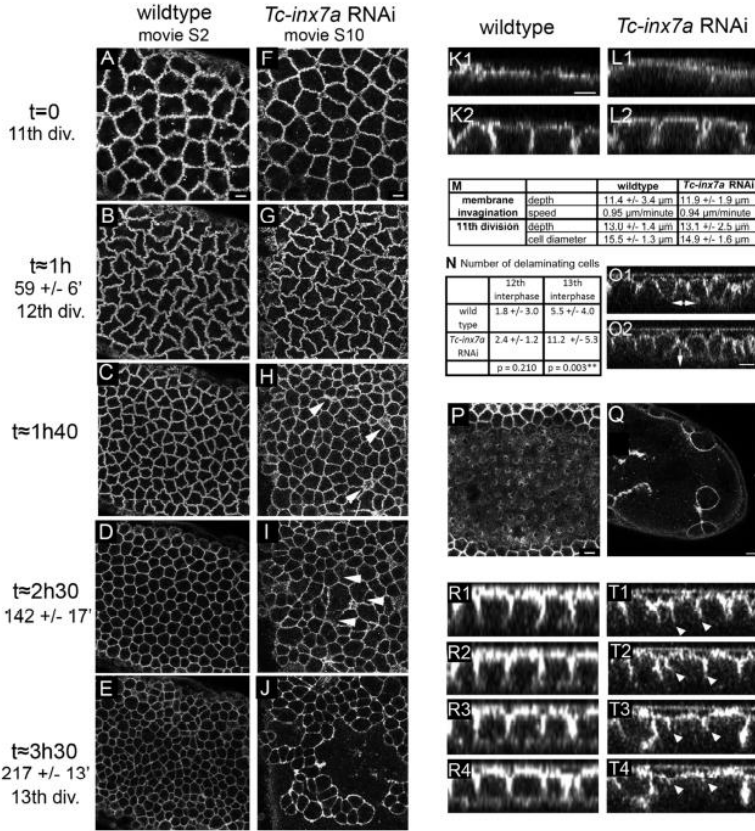 wildtype
movie S2
Tc-inx7a RNAi
movie S10
t=0
11th div.
A
F
t≈1h
59 +/- 6'
12th div.
B
G
t≈1h40
C
H
t≈2h30
142 +/- 17'
D
I
t≈3h30
217 +/- 13'
13th div.
E
J
wildtype
Tc-inx7a RNAi
K1
L1
K2
L2
M wildtype Tc-inx7a RNAi
membrane invagination depth 11.4 +/- 3.4 µm 11.9 +/- 1.9 µm
speed 0.95 µm/minute 0.94 µm/minute
11th division depth 13.0 +/- 1.4 µm 13.1 +/- 2.5 µm
cell diameter 15.5 +/- 1.3 µm 14.9 +/- 1.6 µm
N Number of delaminating cells
12th interphase 13th interphase
wild type 1.8 +/- 3.0 5.5 +/- 4.0
Tc-inx7a RNAi 2.4 +/- 1.2 11.2 +/- 5.3
p = 0.210 p = 0.003**
O1
O2
P
Q
R1
T1
R2
T2
R3
T3
R4
T4